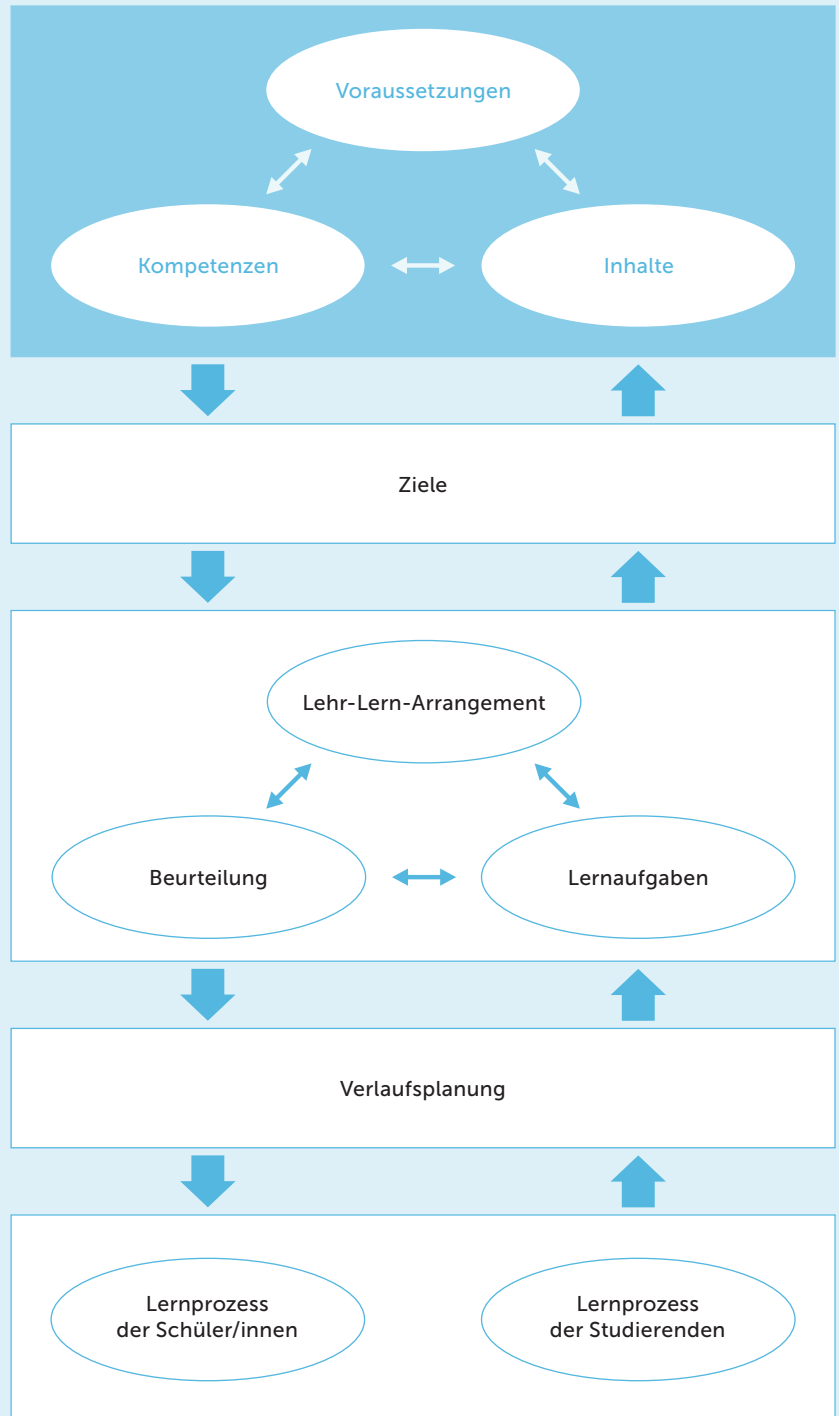 Voraussetzungen
Kompetenzen
Inhalte
Ziele
Lehr-Lern-Arrangement
Beurteilung
Lernaufgaben
Verlaufsplanung
Lernprozess
der Schüler/innen
Lernprozess
der Studierenden